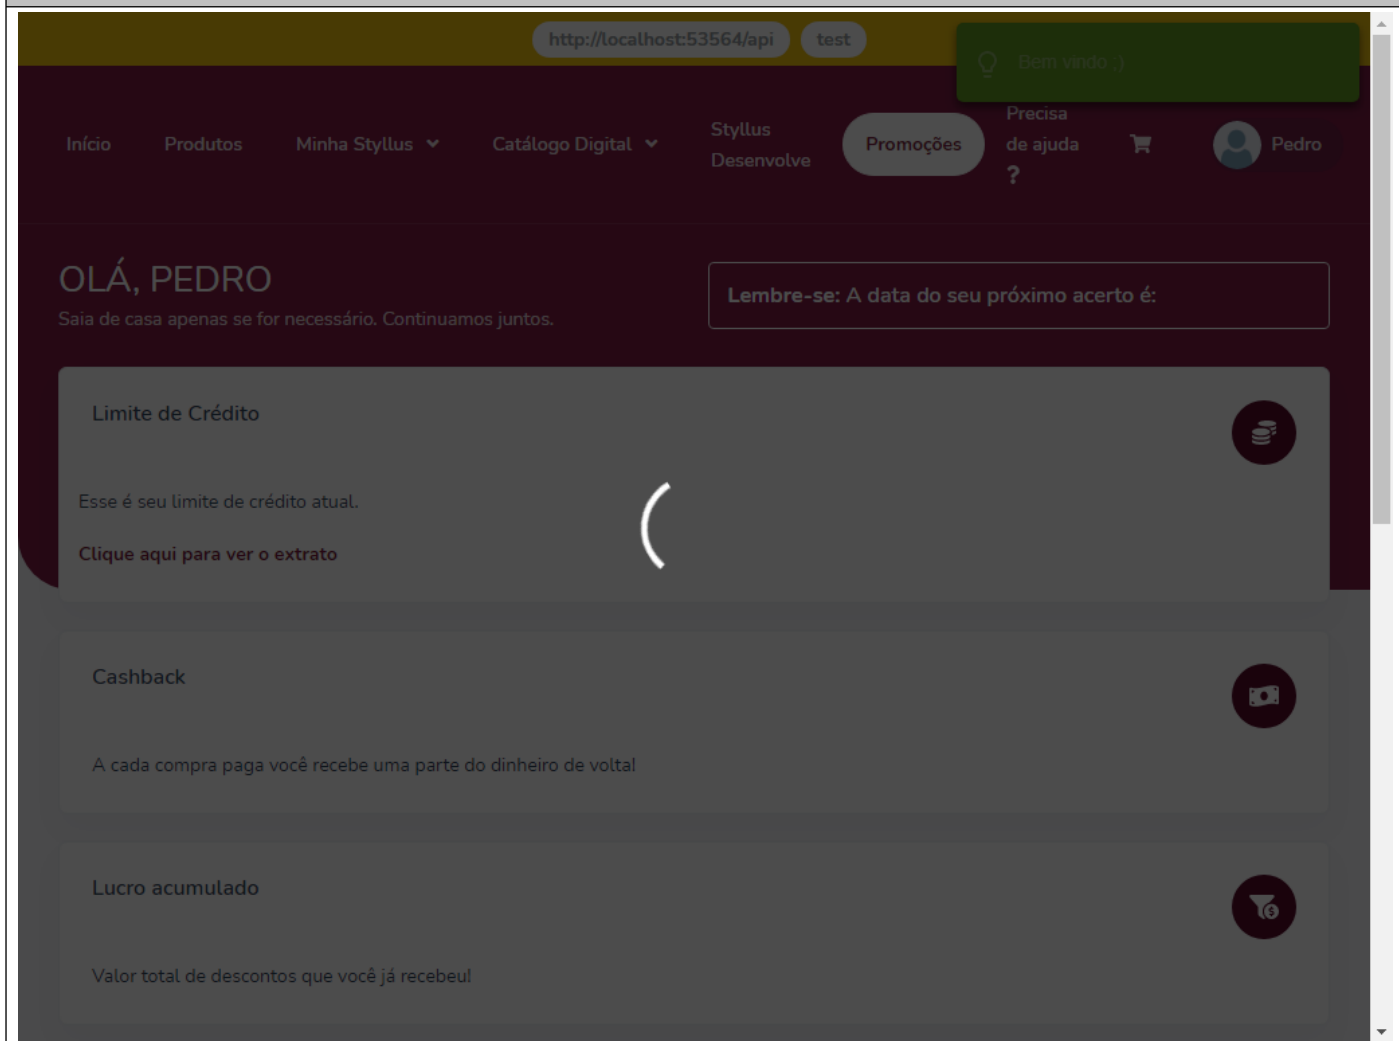 http://localhost:53564/api test
Bem vindo ;)
Início Produtos Minha Styllus Catálogo Digital Styllus Desenvolve Promoções Precisa de ajuda ? Pedro
OLÁ, PEDRO
Saia de casa apenas se for necessário. Continuamos juntos.
Lembre-se: A data do seu próximo acerto é:
Limite de Crédito
Esse é seu limite de crédito atual.
Clique aqui para ver o extrato
Cashback
A cada compra paga você recebe uma parte do dinheiro de volta!
Lucro acumulado
Valor total de descontos que você já recebeu!